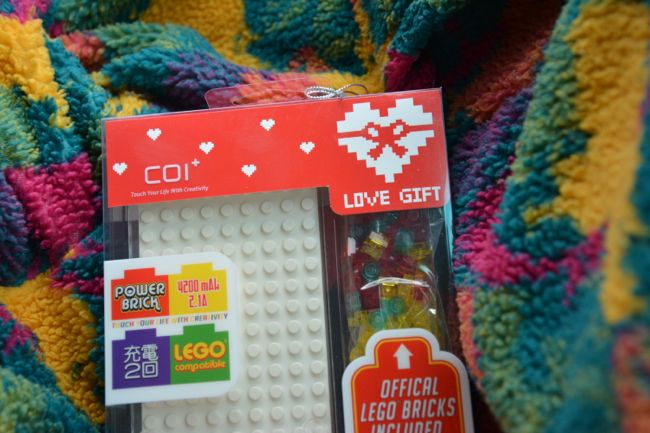 COI+
Touch Your Life With Creativity
LOVE GIFT
POWER
BRICK
4200 mAh
2.1A
TOUCH YOUR LIFE WITH CREATIVITY
充電
2回
LEGO
compatible
OFFICAL
LEGO BRICKS
INCLUDED